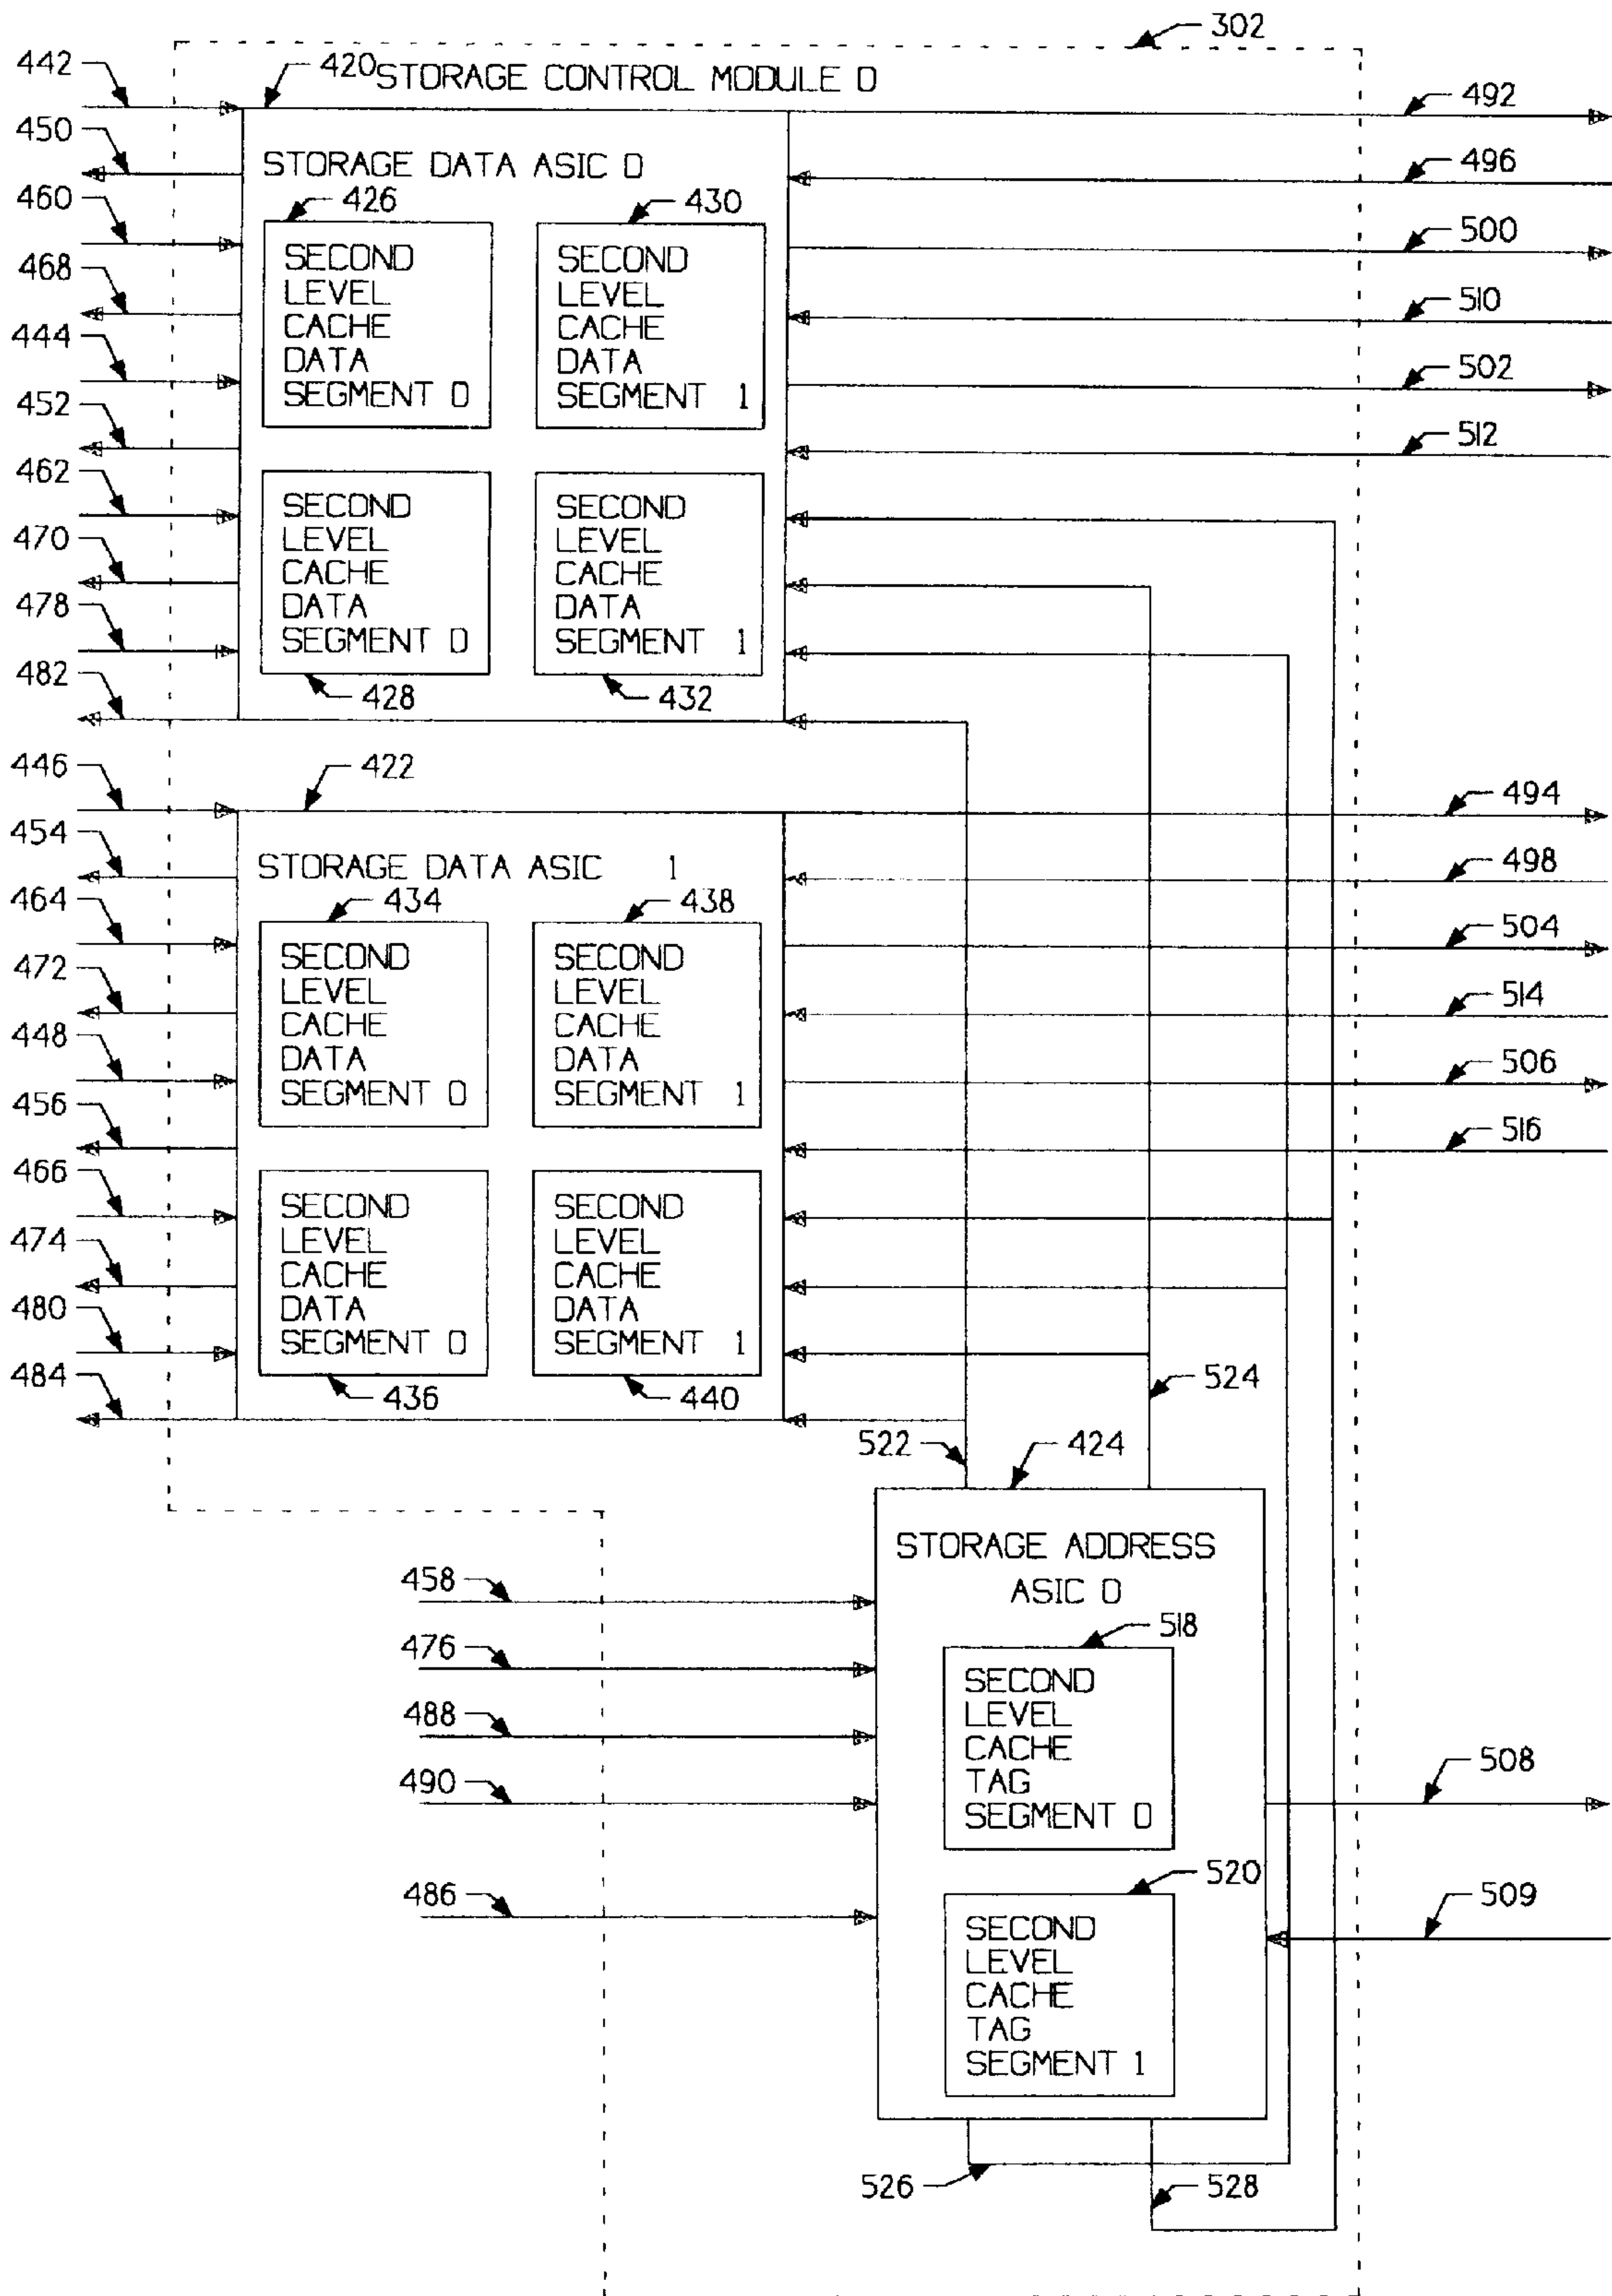 302
442
420 STORAGE CONTROL MODULE 0
492
450
STORAGE DATA ASIC 0
496
460
426
430
500
468
SECOND
LEVEL
CACHE
DATA
SEGMENT 0
SECOND
LEVEL
CACHE
DATA
SEGMENT 1
510
444
502
452
512
462
SECOND
LEVEL
CACHE
DATA
SEGMENT 0
SECOND
LEVEL
CACHE
DATA
SEGMENT 1
470
478
482
428
432
446
422
494
454
STORAGE DATA ASIC 1
498
464
434
438
504
472
SECOND
LEVEL
CACHE
DATA
SEGMENT 0
SECOND
LEVEL
CACHE
DATA
SEGMENT 1
514
448
506
456
516
466
SECOND
LEVEL
CACHE
DATA
SEGMENT 0
SECOND
LEVEL
CACHE
DATA
SEGMENT 1
474
480
484
436
440
524
522
424
STORAGE ADDRESS
ASIC 0
458
476
518
488
SECOND
LEVEL
CACHE
TAG
SEGMENT 0
490
508
486
520
509
SECOND
LEVEL
CACHE
TAG
SEGMENT 1
526
528